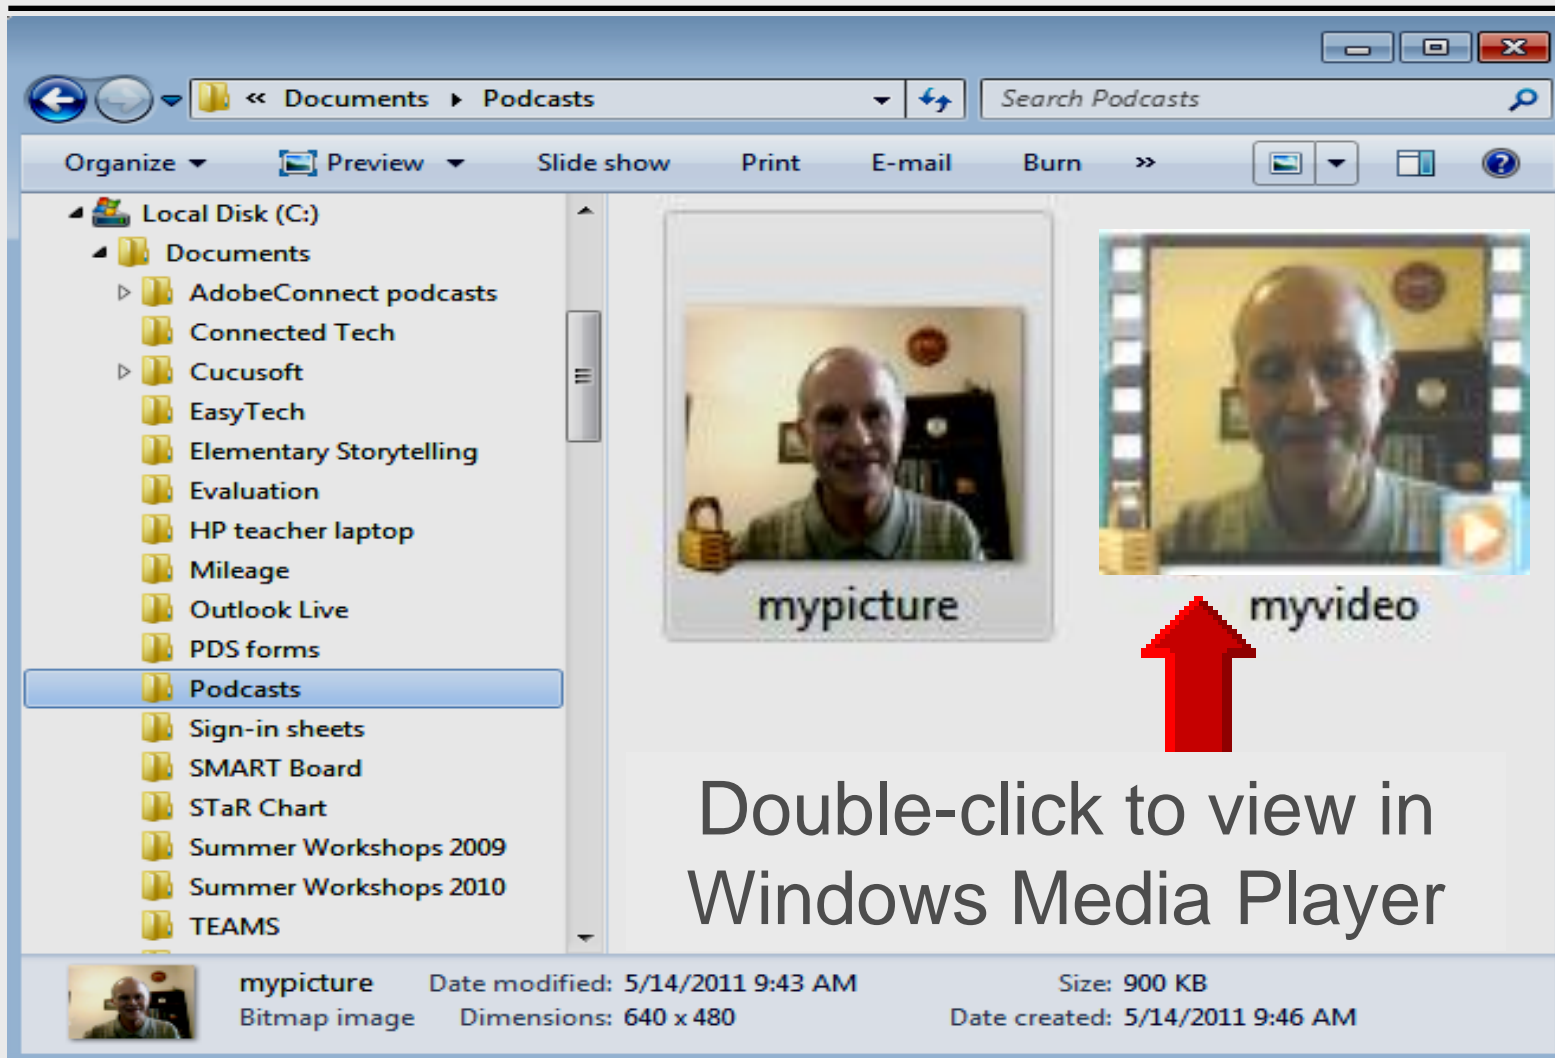 « Documents ▸ Podcasts
Search Podcasts
Organize Preview Slide show Print E-mail Burn »
Local Disk (C:)
Documents
AdobeConnect podcasts
Connected Tech
Cucusoft
EasyTech
Elementary Storytelling
Evaluation
HP teacher laptop
Mileage
Outlook Live
PDS forms
Podcasts
Sign-in sheets
SMART Board
STaR Chart
Summer Workshops 2009
Summer Workshops 2010
TEAMS
mypicture
myvideo
Double-click to view in
Windows Media Player
mypicture Date modified: 5/14/2011 9:43 AM Size: 900 KB
Bitmap image Dimensions: 640 x 480 Date created: 5/14/2011 9:46 AM